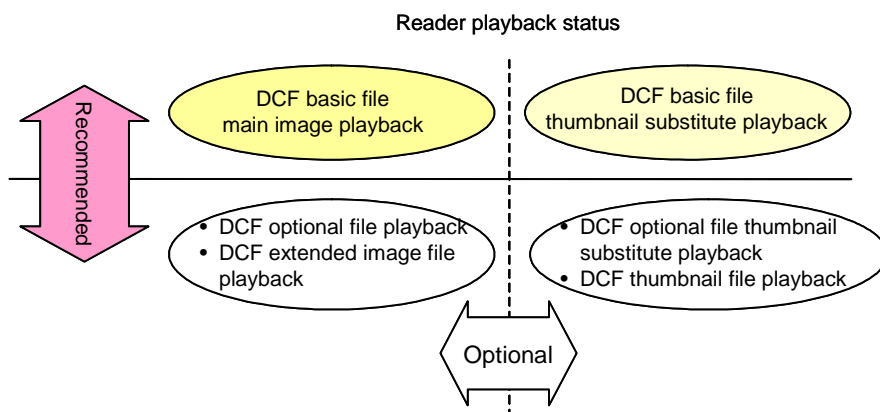 Reader playback status
DCF basic file
main image playback
DCF basic file
thumbnail substitute playback
Recommended
• DCF optional file playback
• DCF extended image file
playback
• DCF optional file thumbnail
substitute playback
• DCF thumbnail file playback
Optional